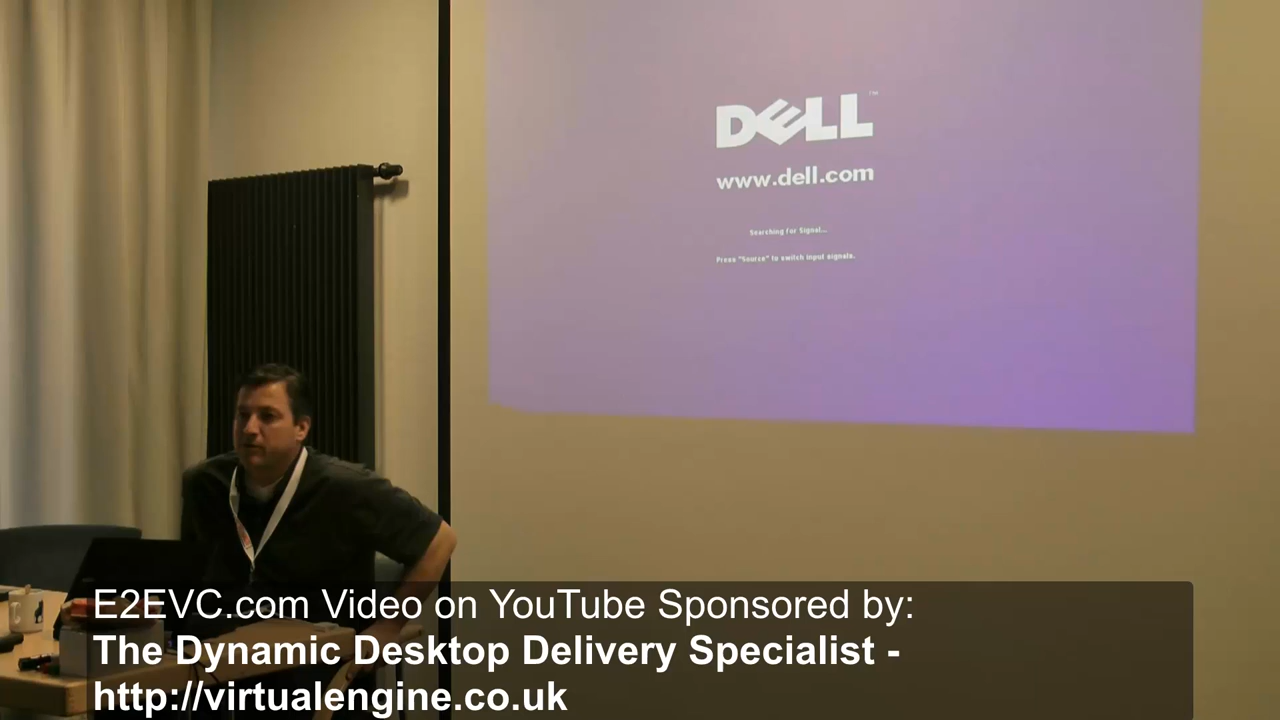 DELL™
www.dell.com
Searching for Signal...
Press "Source" to switch input signals.
E2EVC.com Video on YouTube Sponsored by:
The Dynamic Desktop Delivery Specialist -
http://virtualengine.co.uk